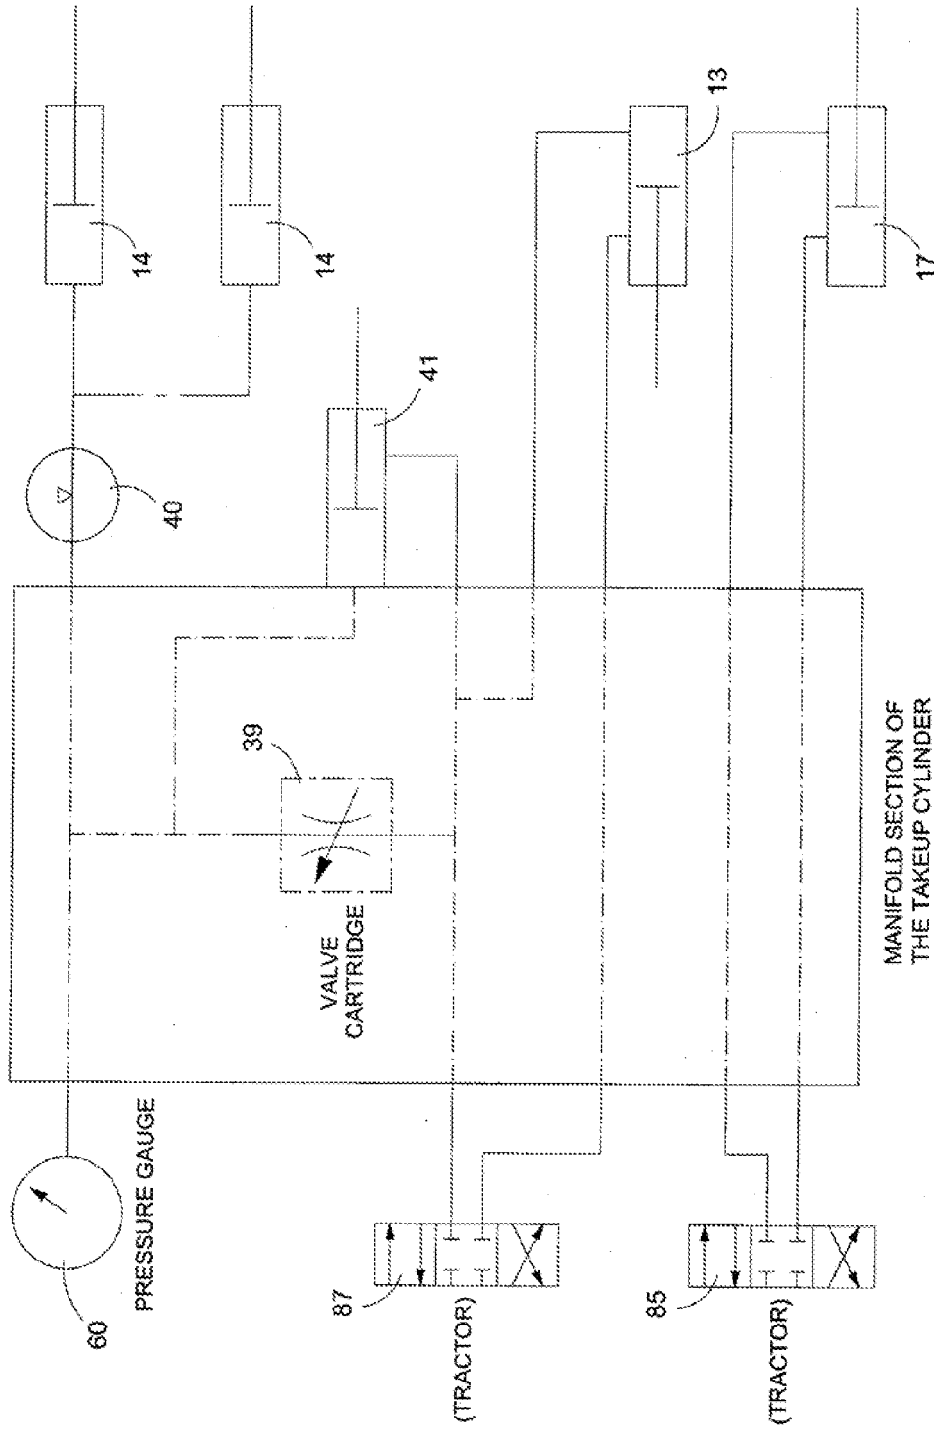 14
14
40
41
13
17
39
VALVE
CARTRIDGE
MANIFOLD SECTION OF
THE TAKEUP CYLINDER
60
PRESSURE GAUGE
87
(TRACTOR)
85
(TRACTOR)